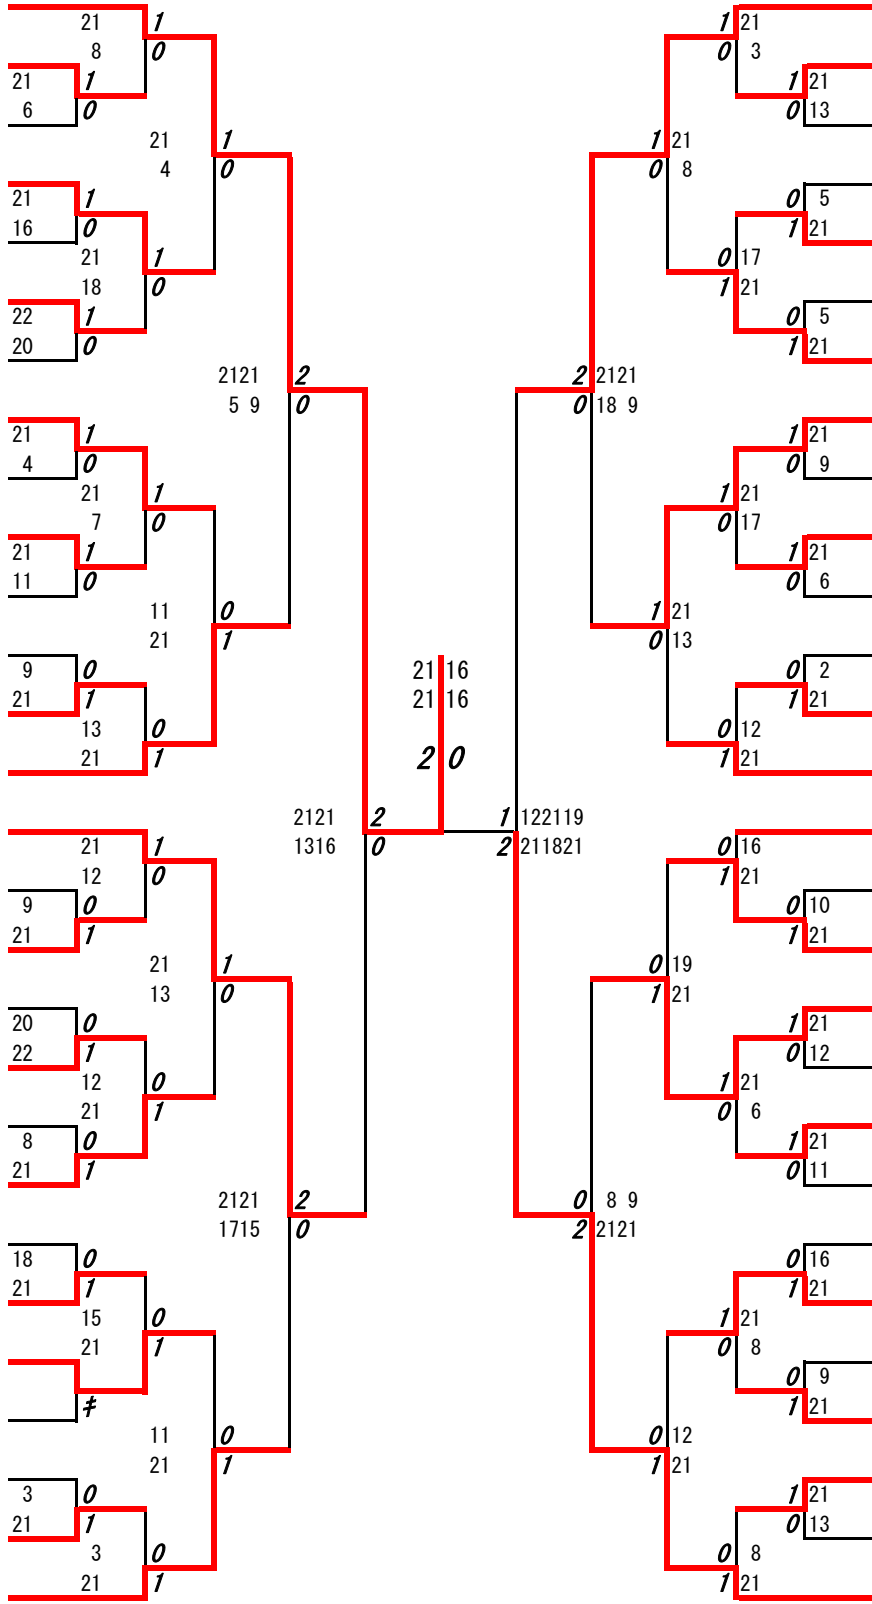 21 1 1 21
8 0 0 3
21 1 1 21
6 0 0 13
21 1 1 21
4 0 0 8
21 1 0 5
16 0 1 21
21 1 0 17
18 0 1 21
22 1 0 5
20 0 1 21
2121 2 2 2121
5 9 0 0 18 9
21 1 1 21
4 0 0 9
21 1 1 21
7 0 0 17
21 1 1 21
11 0 0 6
11 0 1 21
21 1 0 13
9 0 21 16 0 2
21 1 21 16 1 21
13 0 0 12
21 1 2 0 1 21
2121 2 1 122119
1316 0 2 211821
21 1 0 16
12 0 1 21
9 0 0 10
21 1 1 21
21 1 0 19
13 0 1 21
20 0 1 21
22 1 0 12
12 0 1 21
21 1 0 6
8 0 1 21
21 1 0 11
2121 2 0 8 9
1715 0 2 2121
18 0 0 16
21 1 1 21
15 0 1 21
21 1 0 8
0 9
≠ 1 21
11 0 0 12
21 1 1 21
3 0 1 21
21 1 0 13
3 0 0 8
21 1 1 21